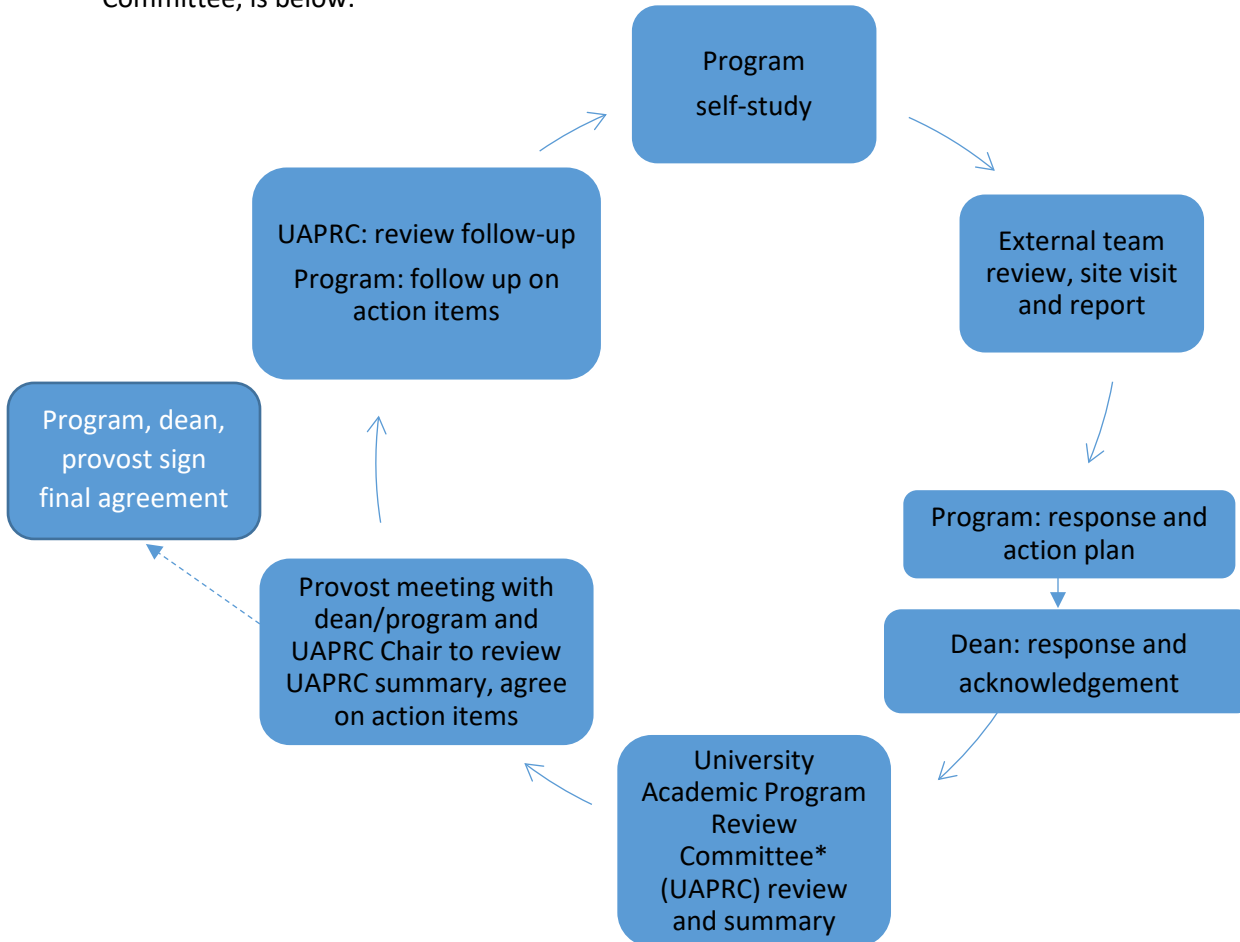 Committee, is below:
Program
self-study
External team
review, site visit
and report
Program: response and
action plan
Dean: response and
acknowledgement
University
Academic Program
Review
Committee*
(UAPRC) review
and summary
Provost meeting with
dean/program and
UAPRC Chair to review
UAPRC summary, agree
on action items
Program, dean,
provost sign
final agreement
UAPRC: review follow-up
Program: follow up on
action items